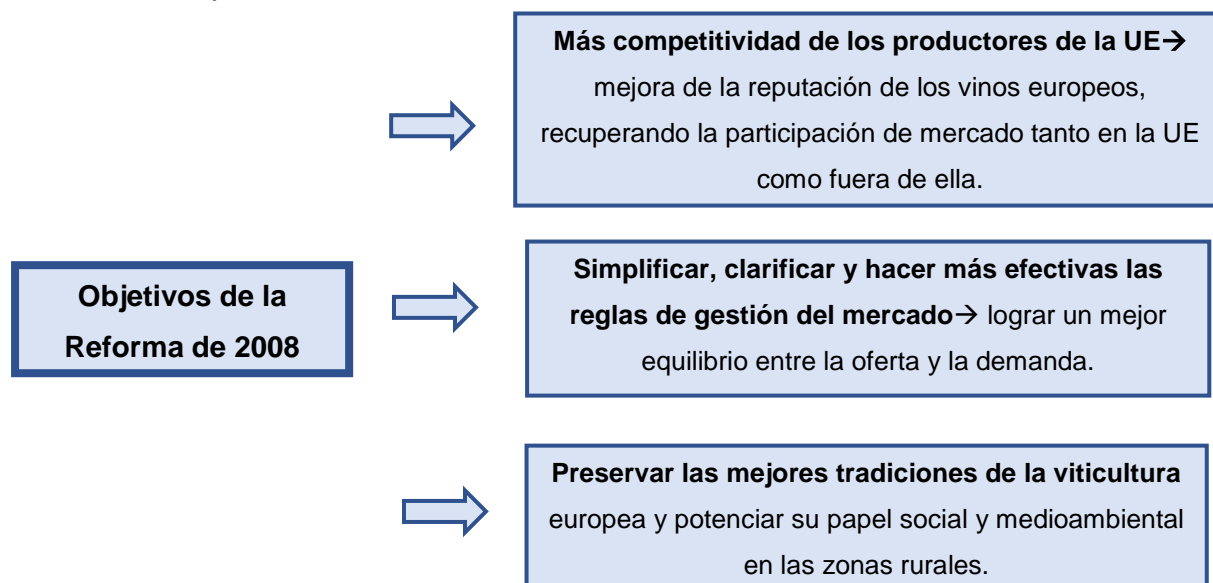 Más competitividad de los productores de la UE→
mejora de la reputación de los vinos europeos,
recuperando la participación de mercado tanto en la UE
como fuera de ella.
Objetivos de la
Reforma de 2008
Simplificar, clarificar y hacer más efectivas las
reglas de gestión del mercado→ lograr un mejor
equilibrio entre la oferta y la demanda.
Preservar las mejores tradiciones de la viticultura
europea y potenciar su papel social y medioambiental
en las zonas rurales.